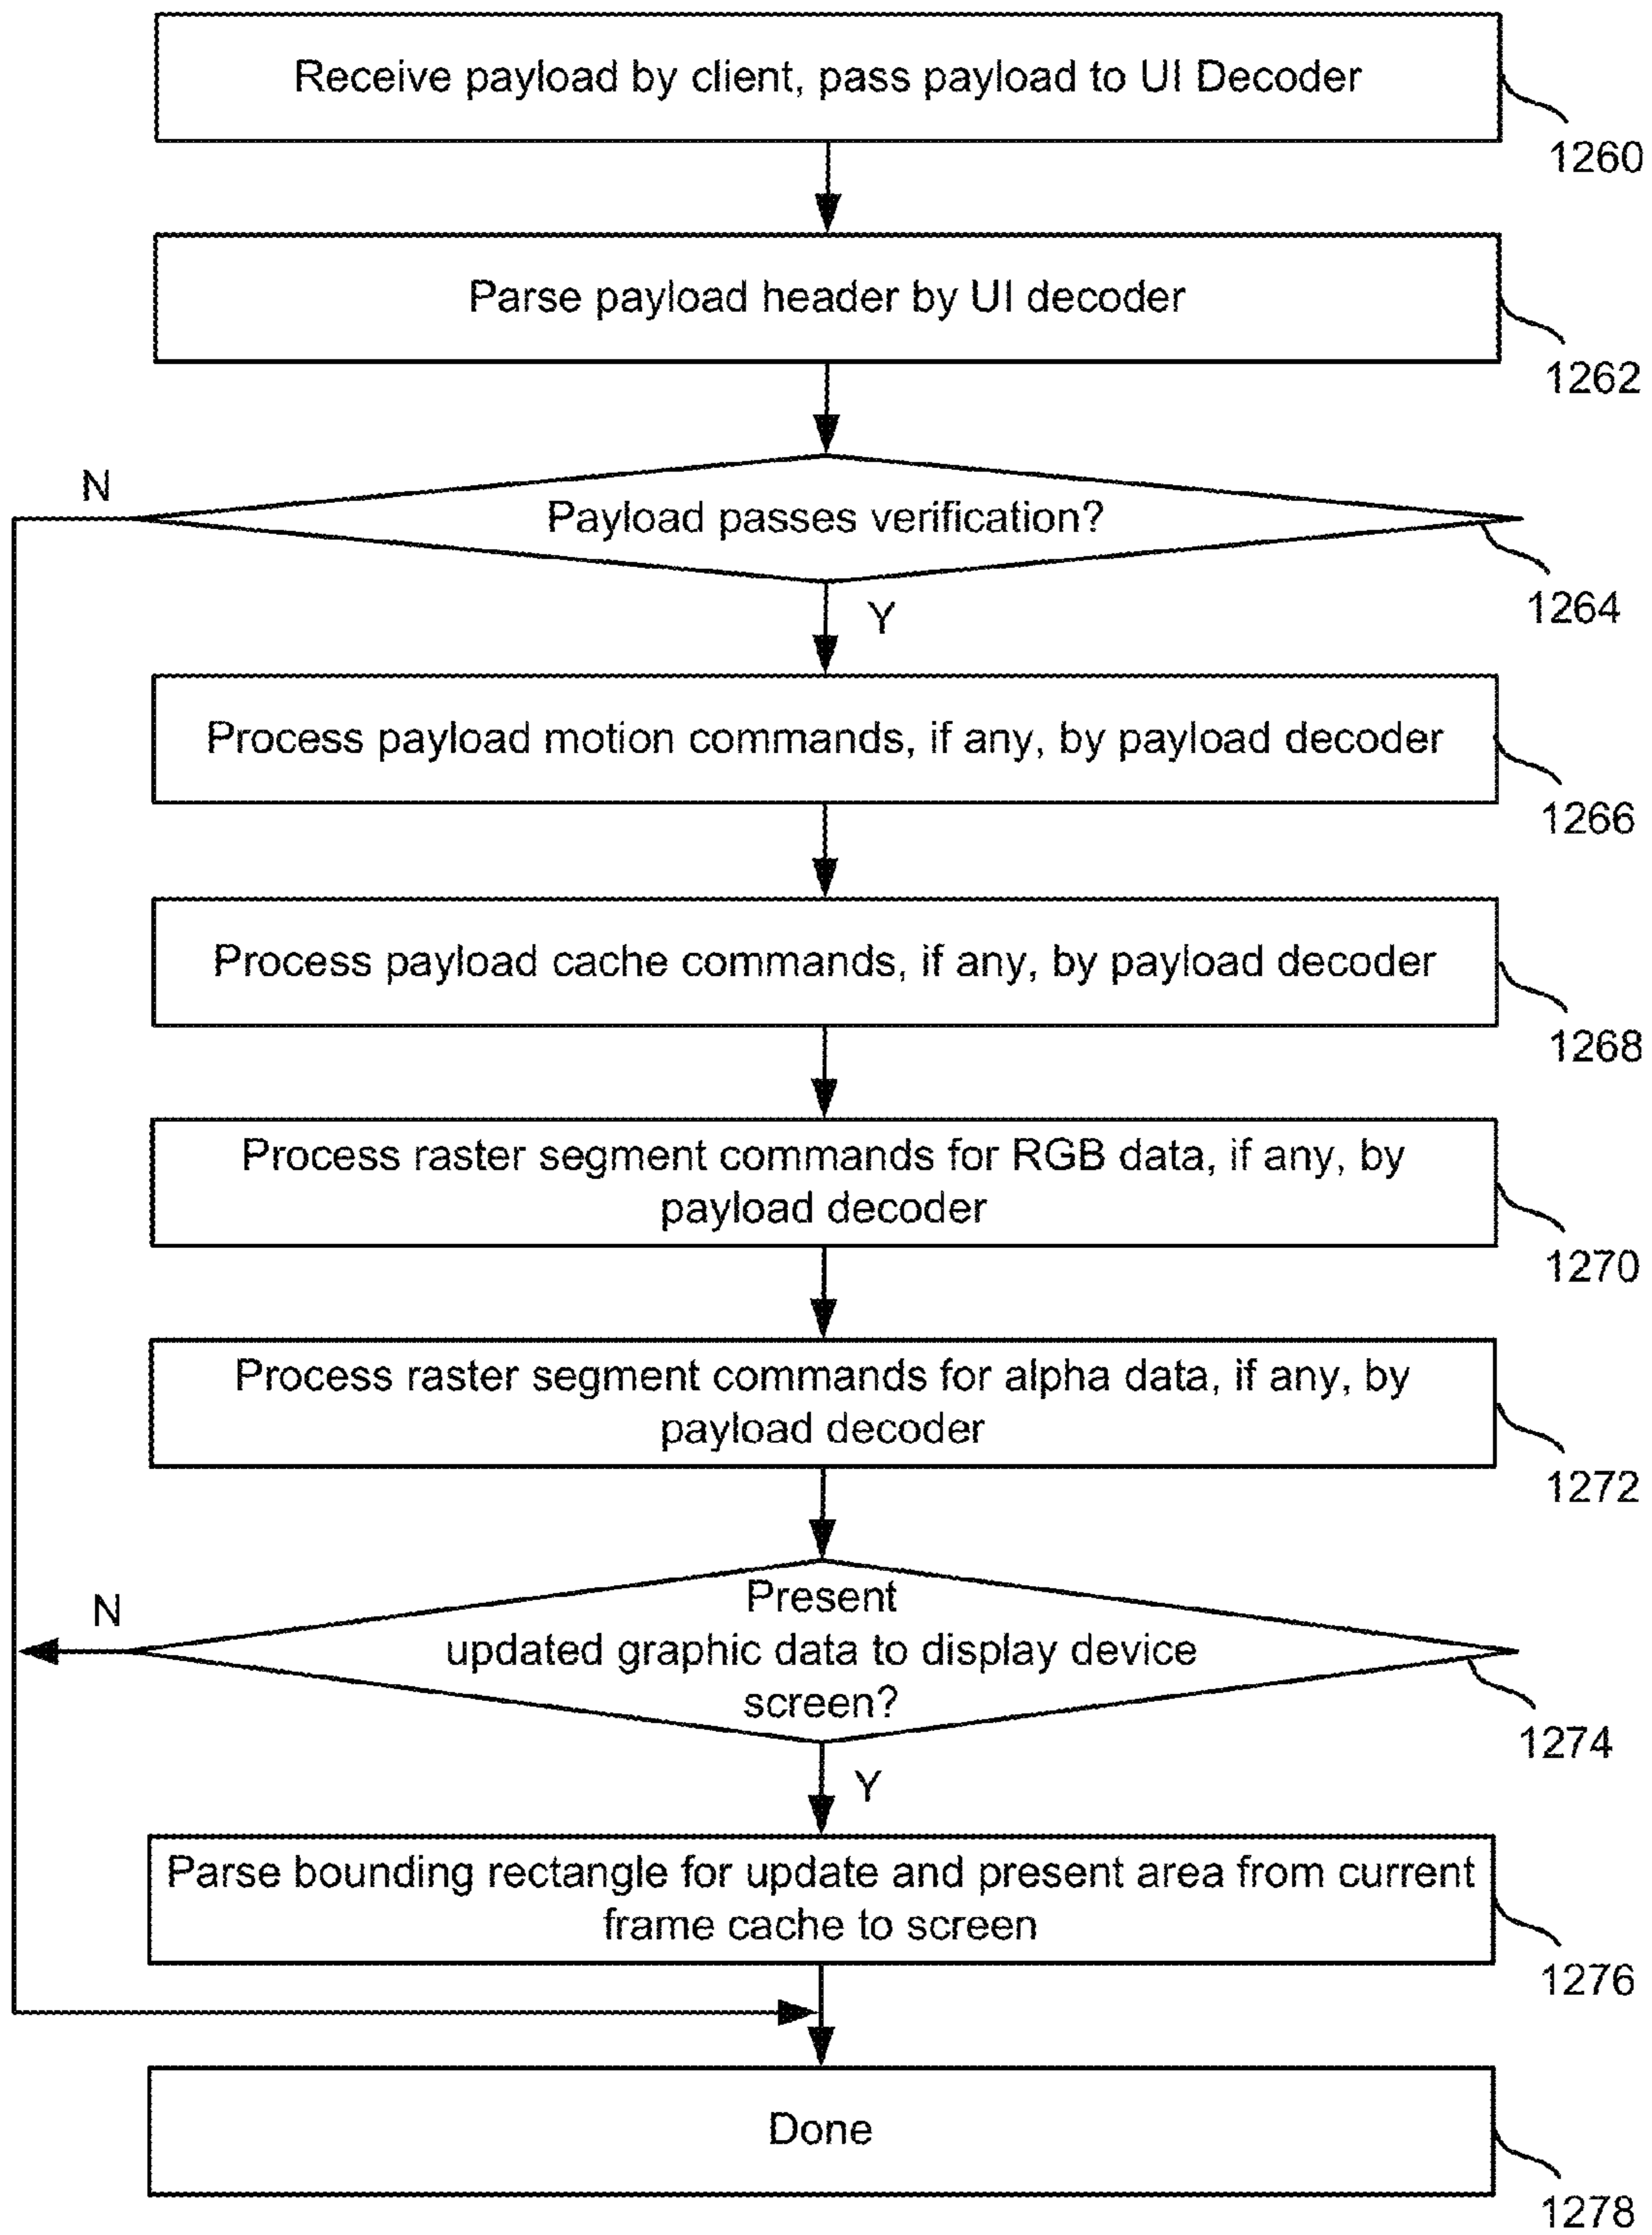 Receive payload by client, pass payload to UI Decoder
1260
Parse payload header by UI decoder
1262
N
Payload passes verification?
1264
Y
Process payload motion commands, if any, by payload decoder
1266
Process payload cache commands, if any, by payload decoder
1268
Process raster segment commands for RGB data, if any, by
payload decoder
1270
Process raster segment commands for alpha data, if any, by
payload decoder
1272
N
Present
updated graphic data to display device
screen?
1274
Y
Parse bounding rectangle for update and present area from current
frame cache to screen
1276
Done
1278